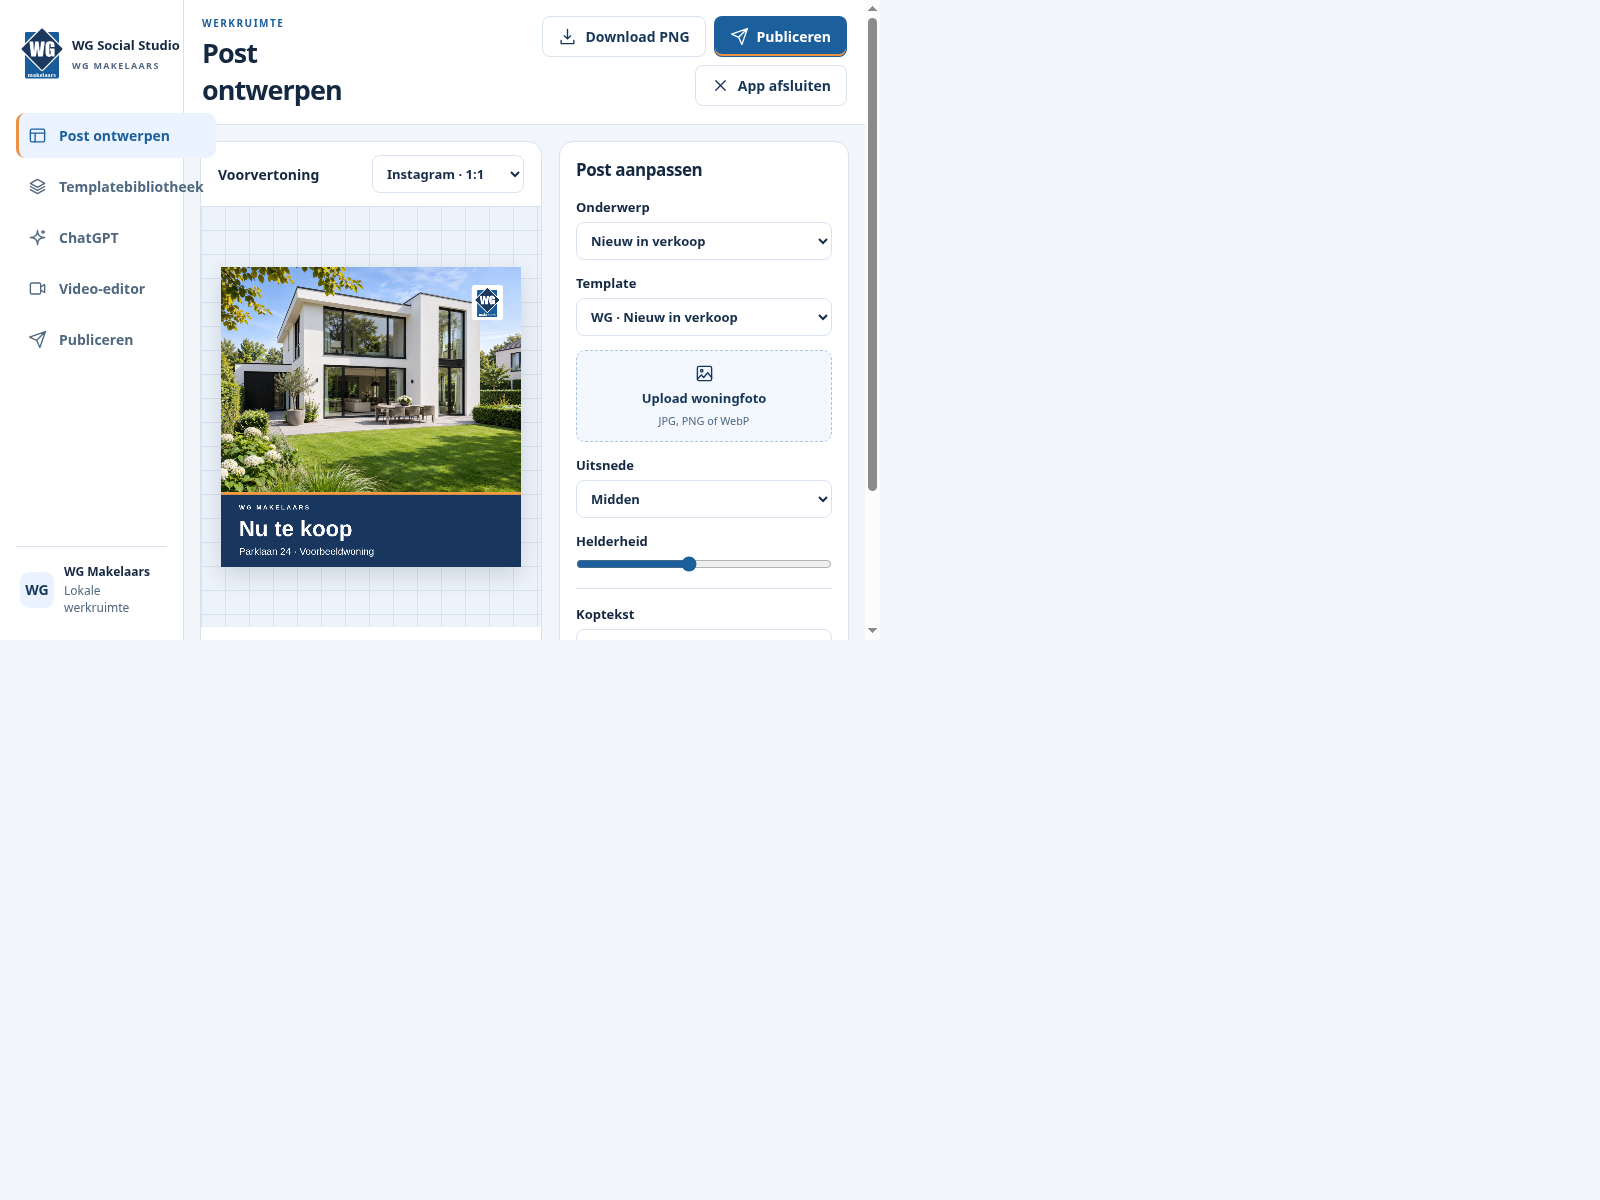 WG
makelaars
WG Social Studio
WG MAKELAARS
Post ontwerpen
Templatebibliotheek
ChatGPT
Video-editor
Publiceren
WG
WG Makelaars
Lokale
werkruimte
WERKRUIMTE
Post
ontwerpen
Download PNG
Publiceren
App afsluiten
Voorvertoning
Instagram · 1:1
WG
makelaars
WG MAKELAARS
Nu te koop
Parklaan 24 · Voorbeeldwoning
Post aanpassen
Onderwerp
Nieuw in verkoop
Template
WG · Nieuw in verkoop
Upload woningfoto
JPG, PNG of WebP
Uitsnede
Midden
Helderheid
Koptekst